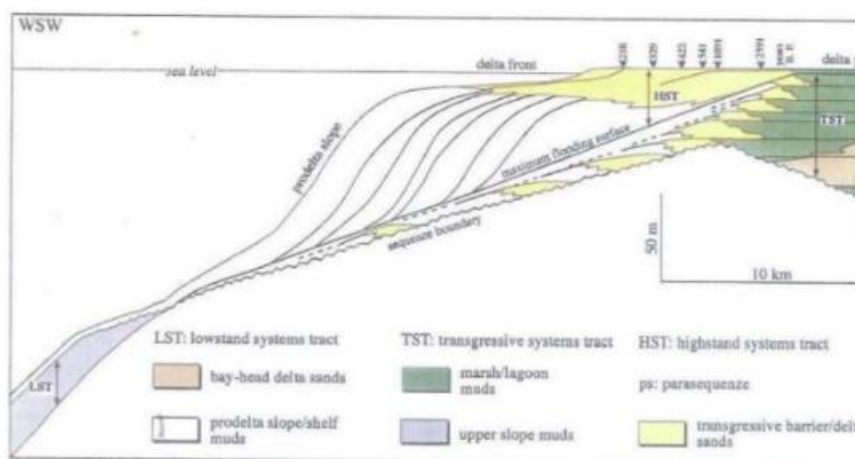 WSW
sea level
delta front
delta
HST
TST
prodelta slope
maximum flooding surface
sequenze boundary
50 m
10 km
LST
LST: lowstand systems tract
TST: transgressive systems tract
HST: highstand systems tract
bay-head delta sands
marsh/lagoon
muds
ps: parasequenze
prodelta slope/shelf
muds
upper slope muds
transgressive barrier/delta
sands